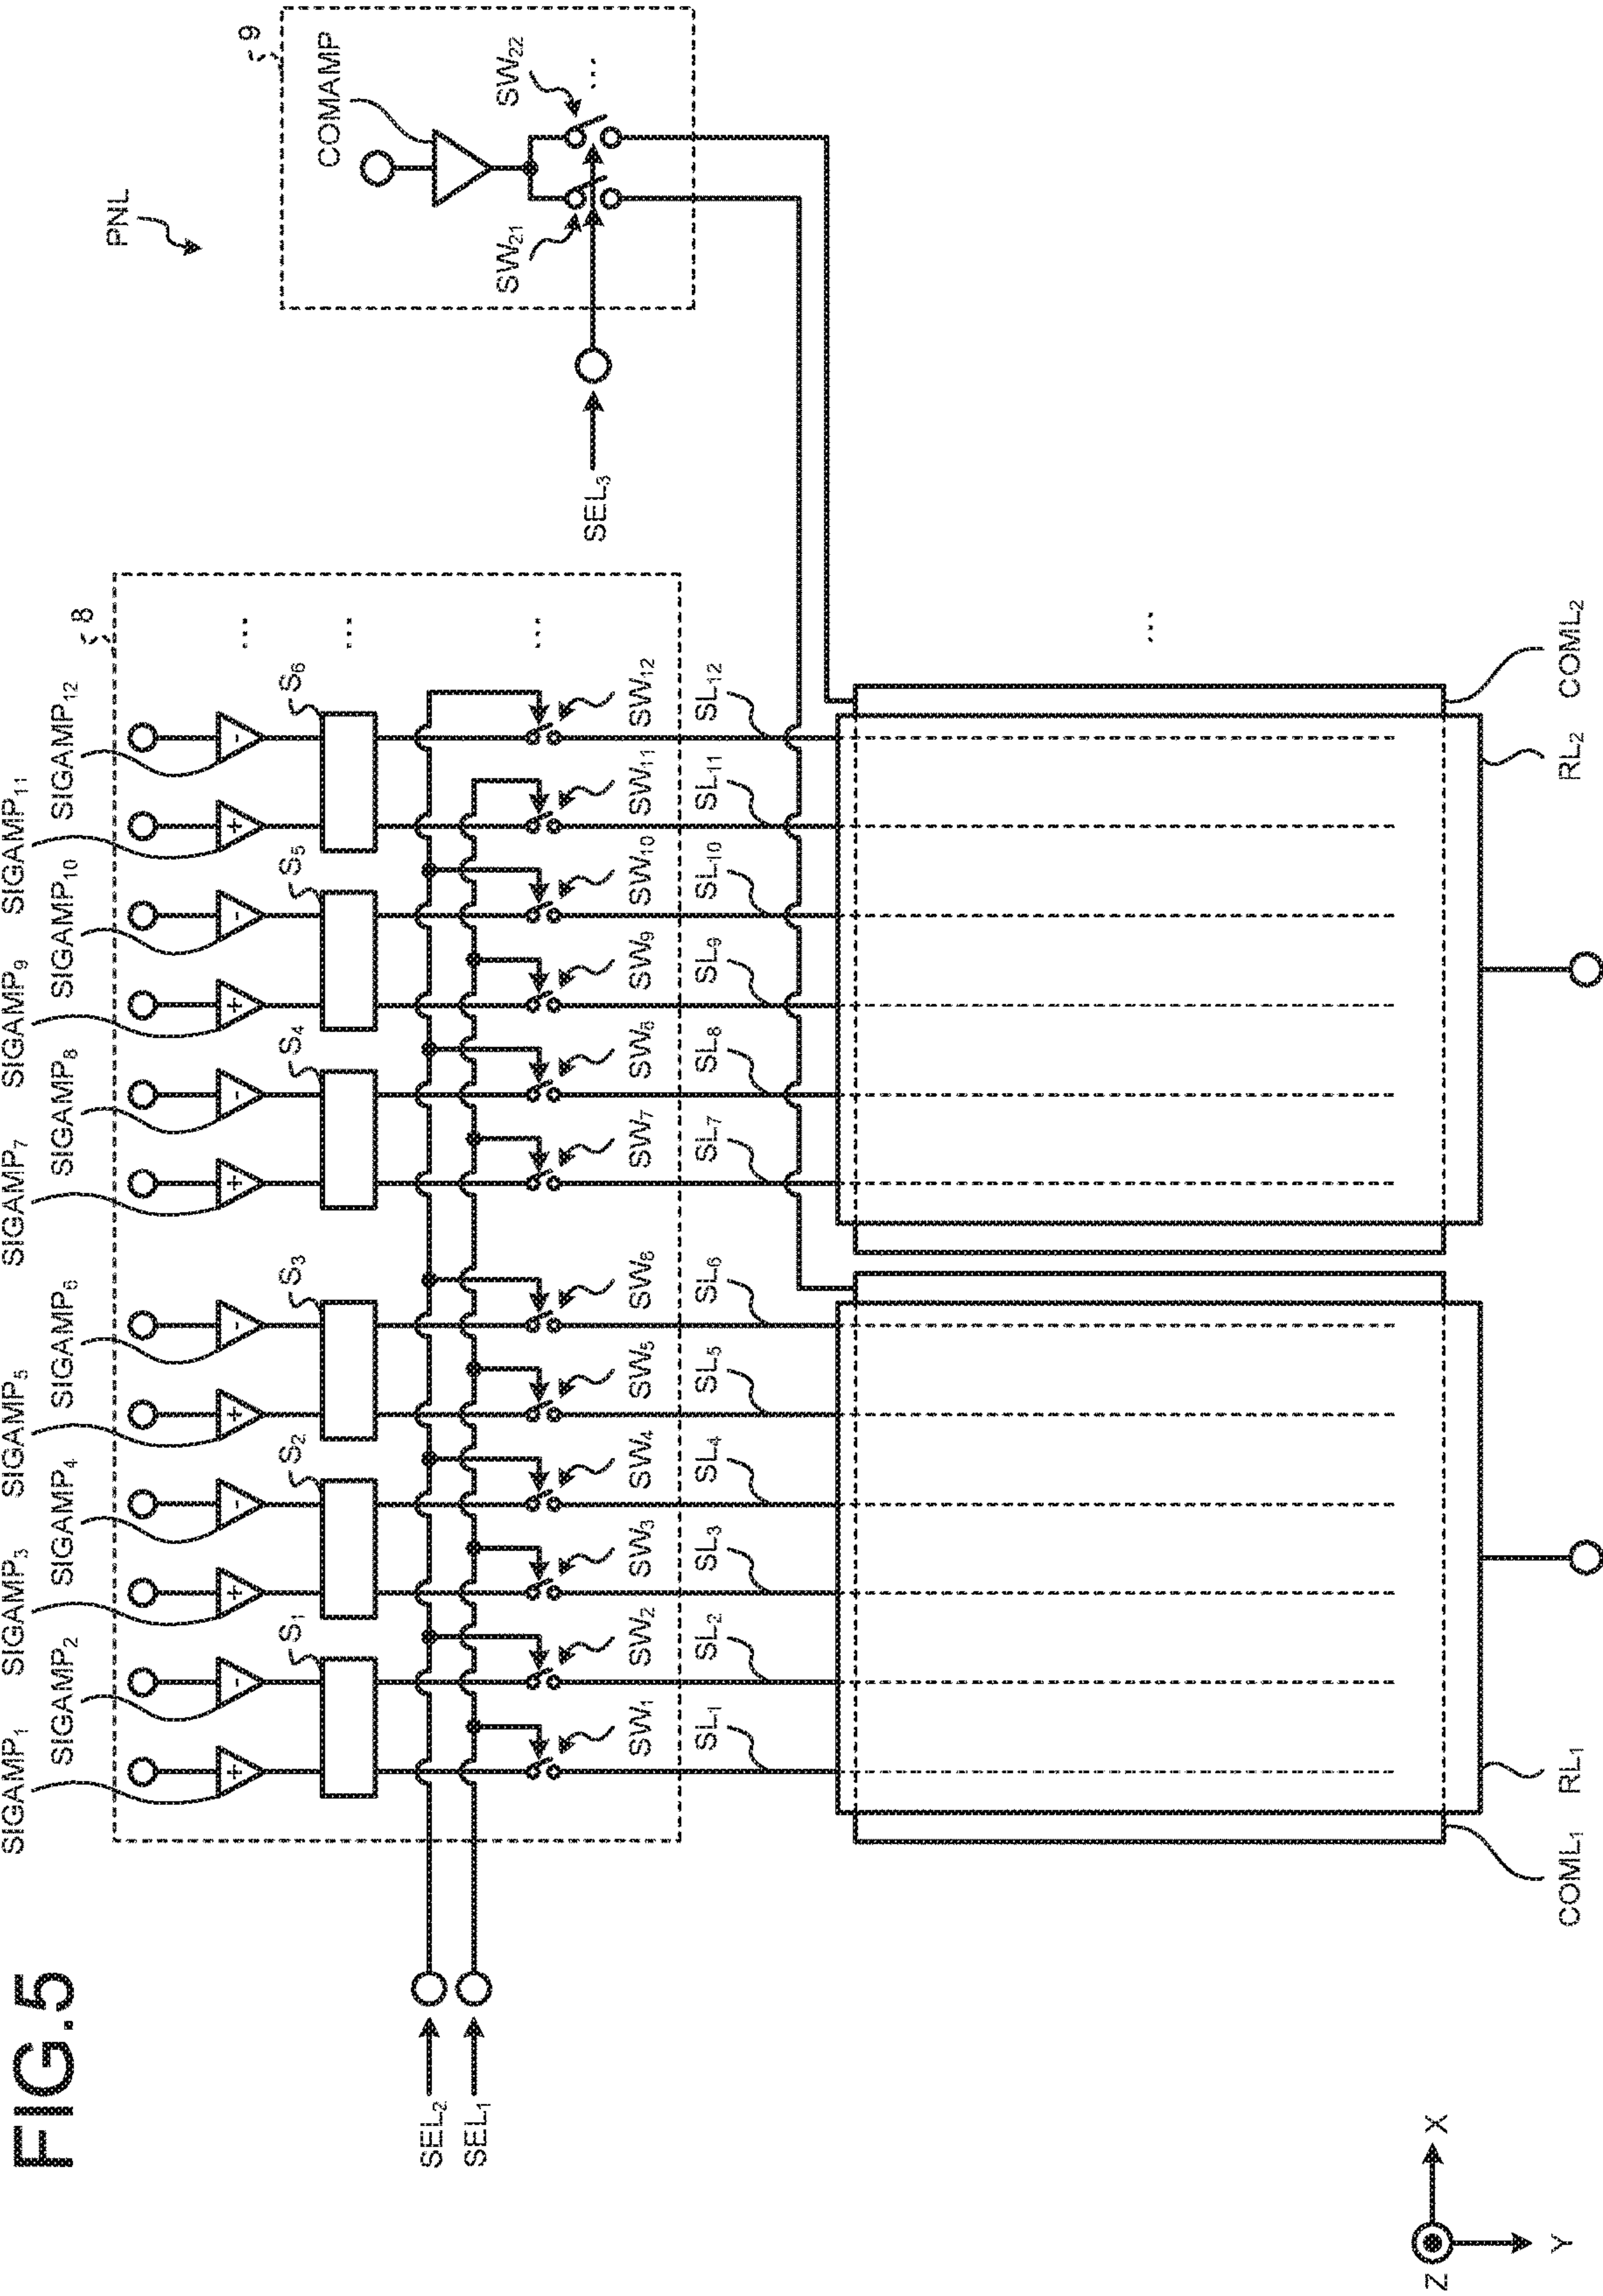 FIG.5
PNL
SIGAMP1 SIGAMP3 SIGAMP5 SIGAMP7 SIGAMP9 SIGAMP11
SIGAMP2 SIGAMP4 SIGAMP6 SIGAMP8 SIGAMP10 SIGAMP12
8
9
COMAMP
+ - + - + - + - + - + -
S1 S2 S3 S4 S5 S6
...
...
...
SEL2
SEL1
SEL3
SW21 SW22 ...
SW1 SW2 SW3 SW4 SW5 SW6 SW7 SW8 SW9 SW10 SW11 SW12
SL1 SL2 SL3 SL4 SL5 SL6 SL7 SL8 SL9 SL10 SL11 SL12
...
COML1 RL1 RL2 COML2
Z X
Y